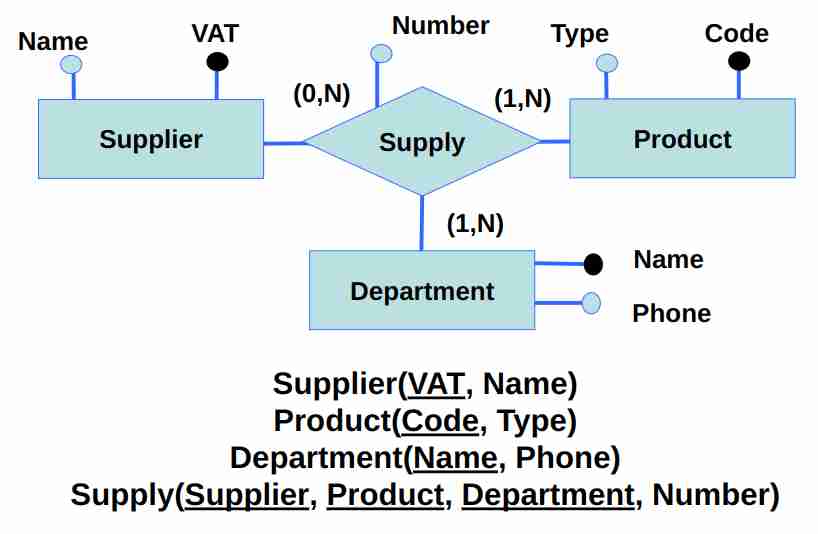 Name
VAT
Number
Type
Code
(0,N)
(1,N)
Supplier
Supply
Product
(1,N)
Department
Name
Phone
Supplier(VAT, Name)
Product(Code, Type)
Department(Name, Phone)
Supply(Supplier, Product, Department, Number)